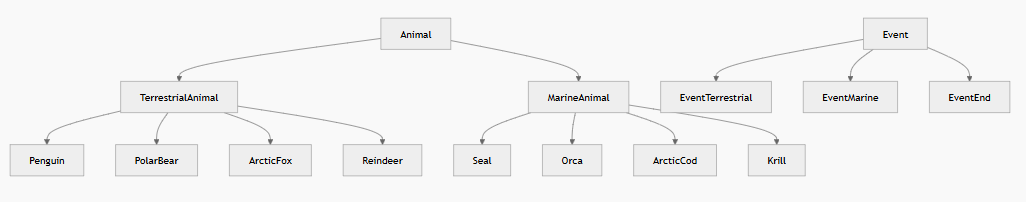 Animal
Event
TerrestrialAnimal
MarineAnimal
EventTerrestrial
EventMarine
EventEnd
Penguin
PolarBear
ArcticFox
Reindeer
Seal
Orca
ArcticCod
Krill